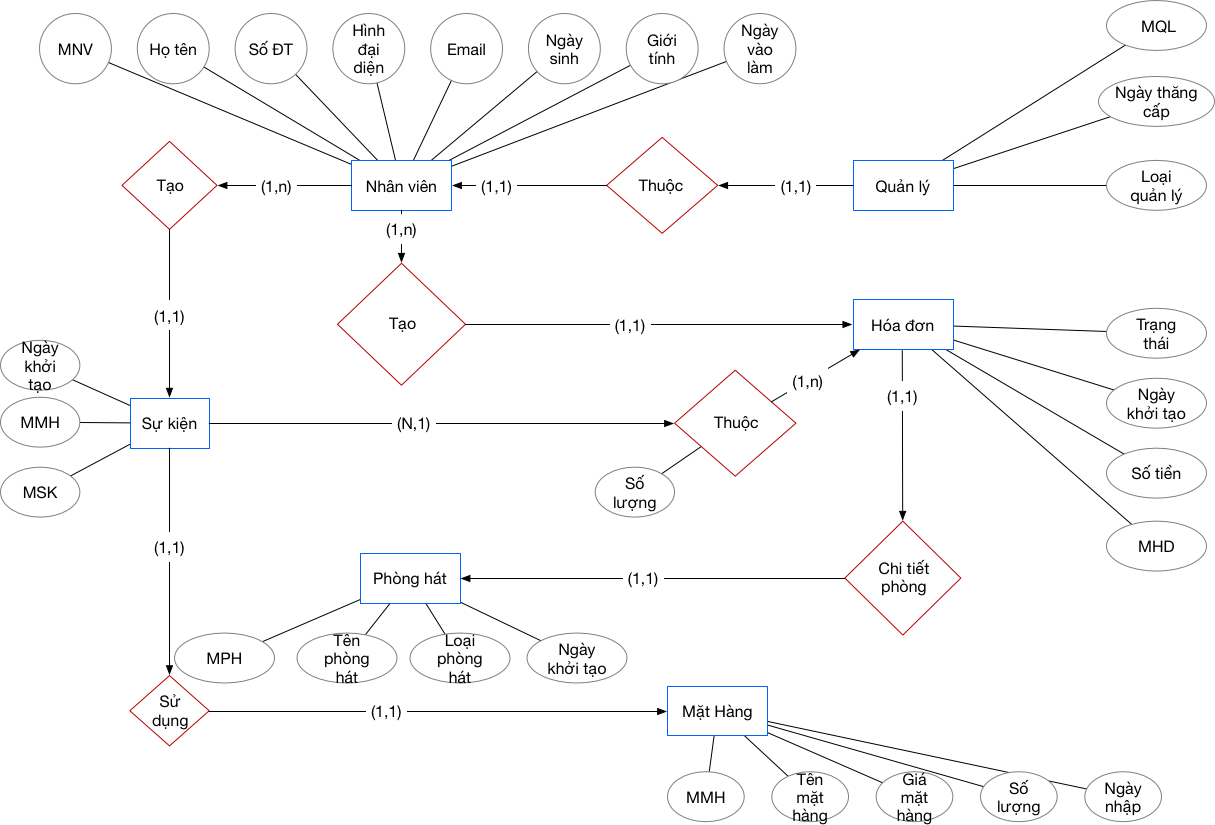 MNV
Họ tên
Số ĐT
Hình
đại
diện
Email
Ngày
sinh
Giới
tính
Ngày
vào
làm
MQL
Ngày thăng
cấp
Loại
quản lý
Tạo
(1,n)
Nhân viên
(1,1)
Thuộc
(1,1)
Quản lý
(1,n)
(1,1)
Tạo
(1,1)
Hóa đơn
Trạng
thái
Ngày
khởi tạo
Số tiền
MHD
Ngày
khởi
tạo
MMH
MSK
Sự kiện
(N,1)
Thuộc
(1,n)
(1,1)
Số
lượng
(1,1)
Phòng hát
(1,1)
Chi tiết
phòng
MPH
Tên
phòng
hát
Loại
phòng
hát
Ngày
khởi tạo
Sử
dụng
(1,1)
Mặt Hàng
MMH
Tên
mặt
hàng
Giá
mặt
hàng
Số
lượng
Ngày
nhập